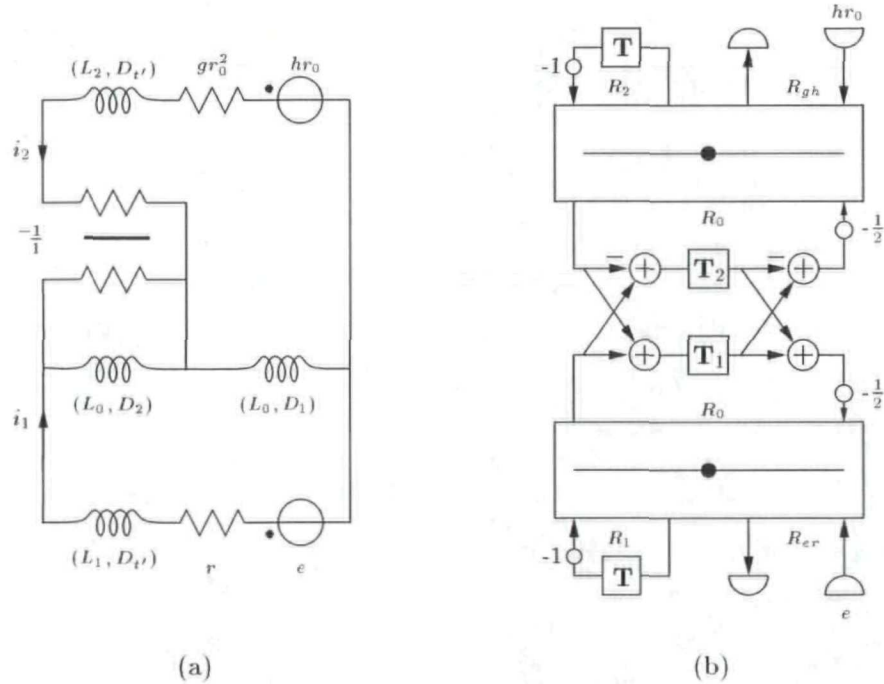 (L₂, D_t′) gr₀² hr₀
i₂
-1/1
(L₀, D₂) (L₀, D₁)
i₁
(L₁, D_t′) r e
(a)
hr₀
T
-1
R₂ R_gh
R₀
-1/2
− T₂ −
+ +
+ T₁ +
-1/2
R₀
R₁ R_er
-1
T
e
(b)